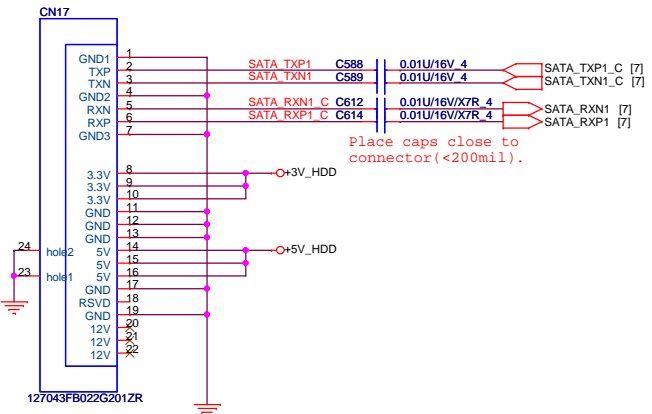 CN17
GND1 1
TXP 2 SATA_TXP1 C588 0.01U/16V_4 SATA_TXP1_C [7]
TXN 3 SATA_TXN1 C589 0.01U/16V_4 SATA_TXN1_C [7]
GND2 4
RXN 5 SATA_RXN1_C C612 0.01U/16V/X7R_4 SATA_RXN1 [7]
RXP 6 SATA_RXP1_C C614 0.01U/16V/X7R_4 SATA_RXP1 [7]
GND3 7
Place caps close to
connector(<200mil).
3.3V 8 +3V_HDD
3.3V 9
3.3V 10
GND 11
GND 12
GND 13
24 hole2 5V 14 +5V_HDD
5V 15
23 hole1 5V 16
GND 17
RSVD 18
GND 19
12V 20
12V 21
12V 22
127043FB022G201ZR